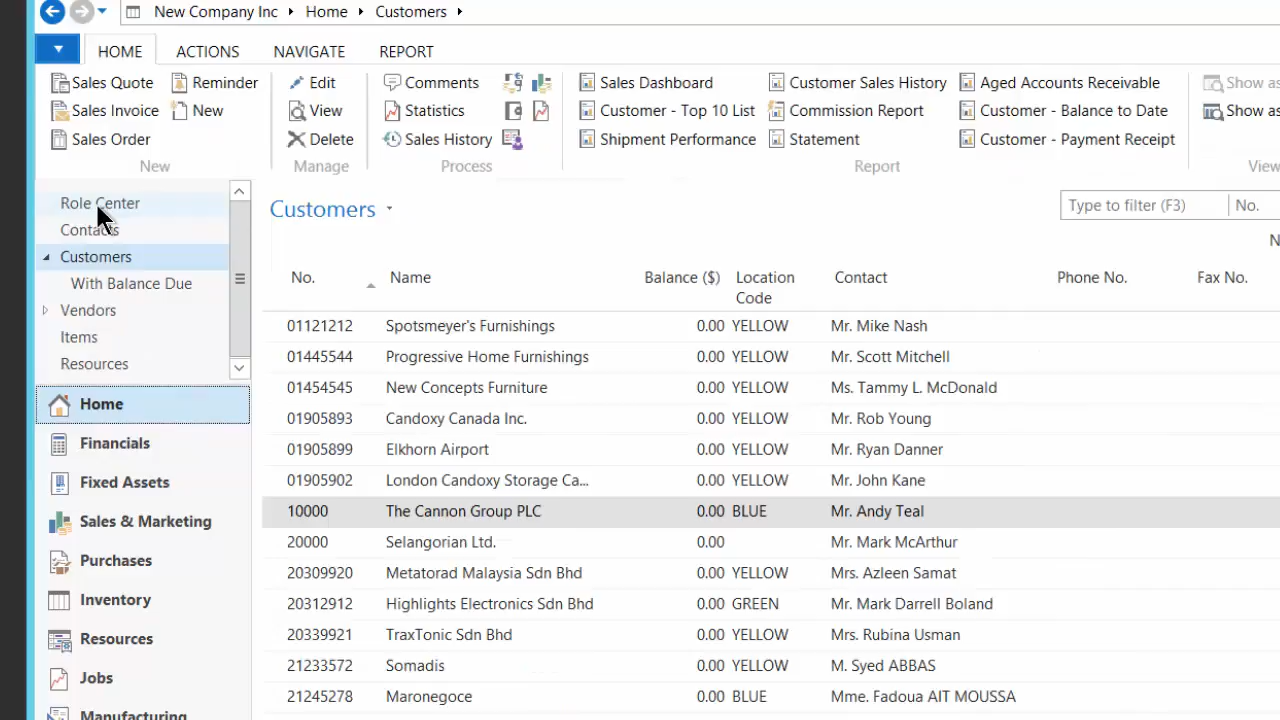 New Company Inc Home Customers
HOME ACTIONS NAVIGATE REPORT
Sales Quote Reminder Edit Comments Sales Dashboard Customer Sales History Aged Accounts Receivable Show as
Sales Invoice New View Statistics Customer - Top 10 List Commission Report Customer - Balance to Date Show as
Sales Order Delete Sales History Shipment Performance Statement Customer - Payment Receipt
New Manage Process Report View
Role Center
Contacts
Customers
With Balance Due
Vendors
Items
Resources
Home
Financials
Fixed Assets
Sales & Marketing
Purchases
Inventory
Resources
Jobs
Manufacturing
Customers
Type to filter (F3) No.
N
No. Name Balance ($) Location Code Contact Phone No. Fax No.
01121212 Spotsmeyer's Furnishings 0.00 YELLOW Mr. Mike Nash
01445544 Progressive Home Furnishings 0.00 YELLOW Mr. Scott Mitchell
01454545 New Concepts Furniture 0.00 YELLOW Ms. Tammy L. McDonald
01905893 Candoxy Canada Inc. 0.00 YELLOW Mr. Rob Young
01905899 Elkhorn Airport 0.00 YELLOW Mr. Ryan Danner
01905902 London Candoxy Storage Ca... 0.00 YELLOW Mr. John Kane
10000 The Cannon Group PLC 0.00 BLUE Mr. Andy Teal
20000 Selangorian Ltd. 0.00 Mr. Mark McArthur
20309920 Metatorad Malaysia Sdn Bhd 0.00 YELLOW Mrs. Azleen Samat
20312912 Highlights Electronics Sdn Bhd 0.00 GREEN Mr. Mark Darrell Boland
20339921 TraxTonic Sdn Bhd 0.00 YELLOW Mrs. Rubina Usman
21233572 Somadis 0.00 YELLOW M. Syed ABBAS
21245278 Maronegoce 0.00 BLUE Mme. Fadoua AIT MOUSSA